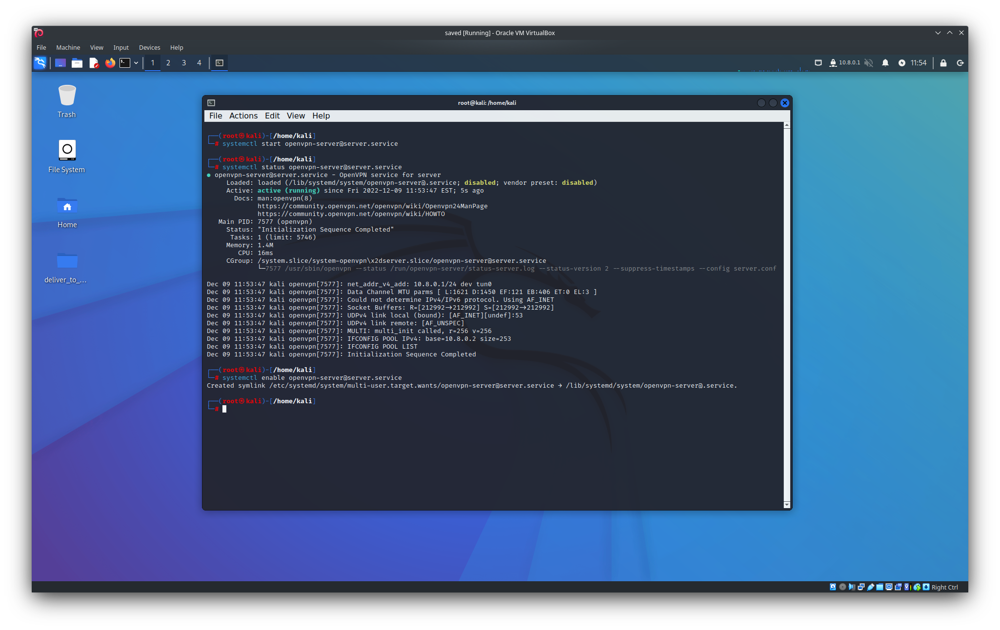 saved [Running] - Oracle VM VirtualBox
File Machine View Input Devices Help
1 2 3 4 10.8.0.1 11:54
Trash
File System
Home
deliver_to_...
root@kali: /home/kali
File Actions Edit View Help
┌──(root㉿kali)-[/home/kali]
└─# systemctl start openvpn-server@server.service
┌──(root㉿kali)-[/home/kali]
└─# systemctl status openvpn-server@server.service
● openvpn-server@server.service - OpenVPN service for server
Loaded: loaded (/lib/systemd/system/openvpn-server@.service; disabled; vendor preset: disabled)
Active: active (running) since Fri 2022-12-09 11:53:47 EST; 5s ago
Docs: man:openvpn(8)
https://community.openvpn.net/openvpn/wiki/Openvpn24ManPage
https://community.openvpn.net/openvpn/wiki/HOWTO
Main PID: 7577 (openvpn)
Status: "Initialization Sequence Completed"
Tasks: 1 (limit: 5746)
Memory: 1.4M
CPU: 16ms
CGroup: /system.slice/system-openvpn\x2dserver.slice/openvpn-server@server.service
└─7577 /usr/sbin/openvpn --status /run/openvpn-server/status-server.log --status-version 2 --suppress-timestamps --config server.conf
Dec 09 11:53:47 kali openvpn[7577]: net_addr_v4_add: 10.8.0.1/24 dev tun0
Dec 09 11:53:47 kali openvpn[7577]: Data Channel MTU parms [ L:1621 D:1450 EF:121 EB:406 ET:0 EL:3 ]
Dec 09 11:53:47 kali openvpn[7577]: Could not determine IPv4/IPv6 protocol. Using AF_INET
Dec 09 11:53:47 kali openvpn[7577]: Socket Buffers: R=[212992->212992] S=[212992->212992]
Dec 09 11:53:47 kali openvpn[7577]: UDPv4 link local (bound): [AF_INET][undef]:53
Dec 09 11:53:47 kali openvpn[7577]: UDPv4 link remote: [AF_UNSPEC]
Dec 09 11:53:47 kali openvpn[7577]: MULTI: multi_init called, r=256 v=256
Dec 09 11:53:47 kali openvpn[7577]: IFCONFIG POOL IPv4: base=10.8.0.2 size=253
Dec 09 11:53:47 kali openvpn[7577]: IFCONFIG POOL LIST
Dec 09 11:53:47 kali openvpn[7577]: Initialization Sequence Completed
┌──(root㉿kali)-[/home/kali]
└─# systemctl enable openvpn-server@server.service
Created symlink /etc/systemd/system/multi-user.target.wants/openvpn-server@server.service → /lib/systemd/system/openvpn-server@.service.
┌──(root㉿kali)-[/home/kali]
└─#
Right Ctrl